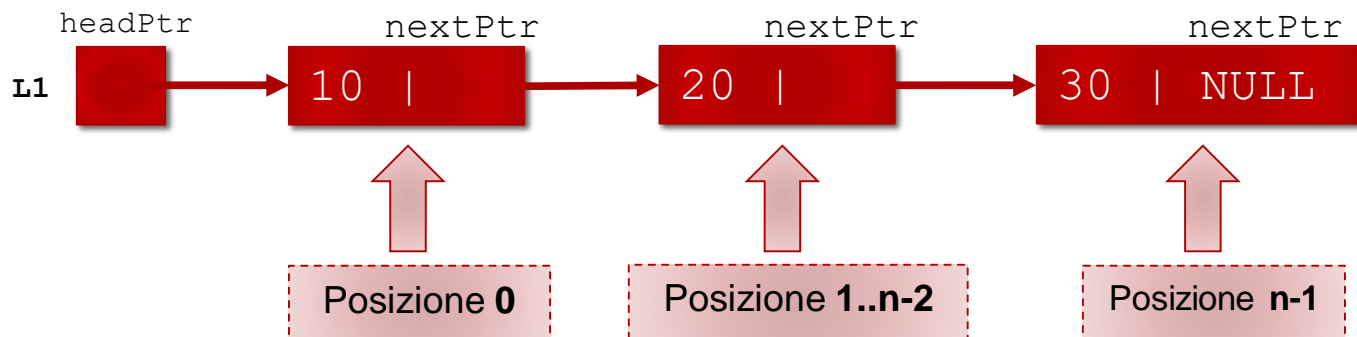 headPtr
nextPtr
nextPtr
nextPtr
L1
10 |
20 |
30 | NULL
Posizione 0
Posizione 1..n-2
Posizione n-1